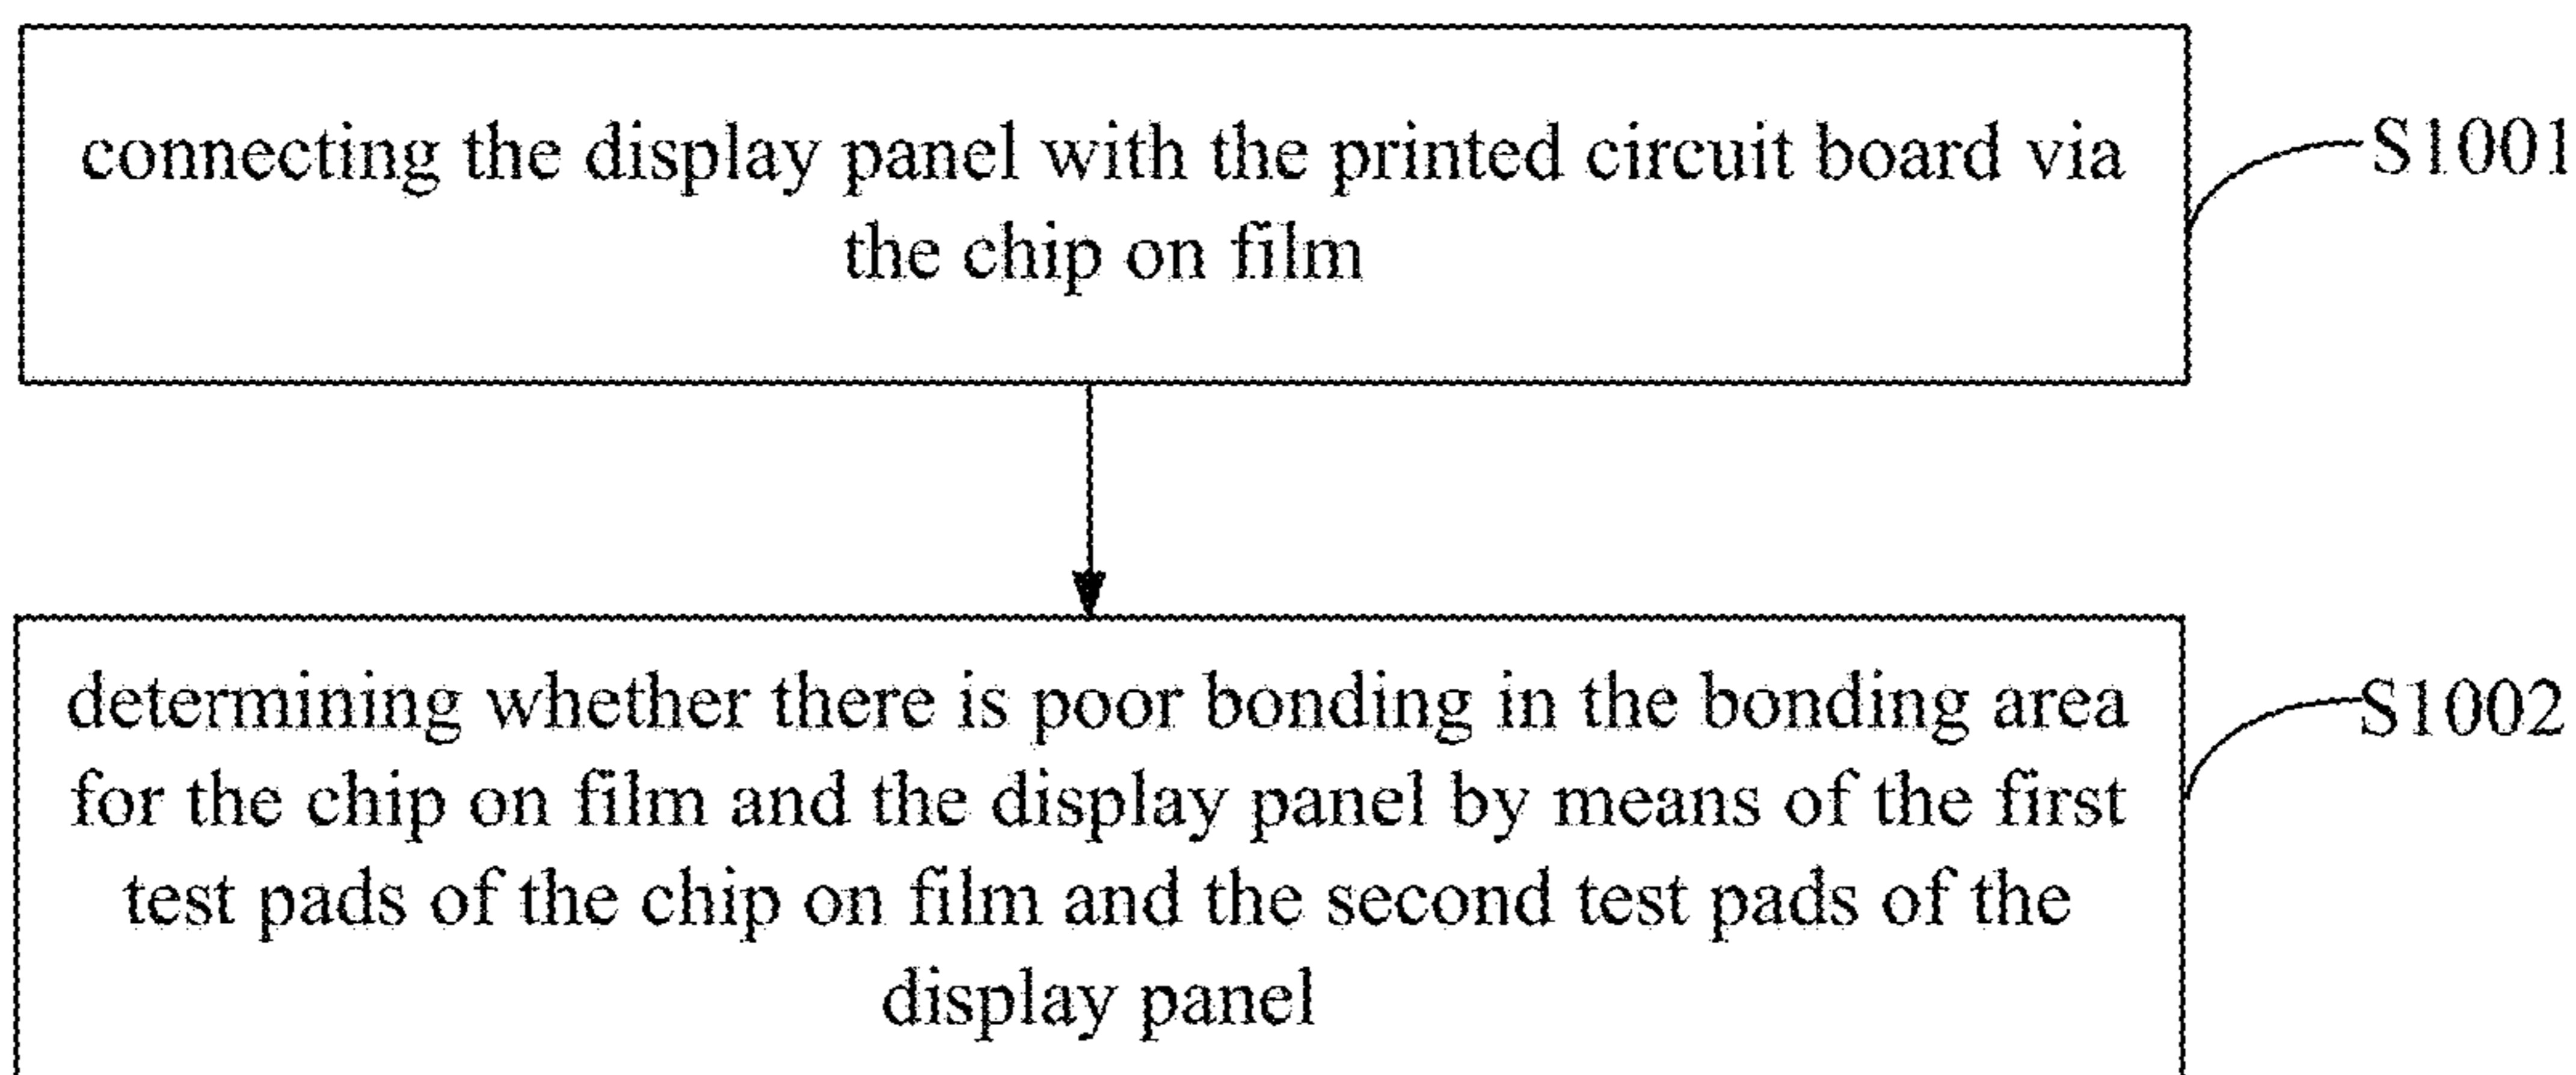 connecting the display panel with the printed circuit board via
the chip on film
S1001
determining whether there is poor bonding in the bonding area
for the chip on film and the display panel by means of the first
test pads of the chip on film and the second test pads of the
display panel
S1002